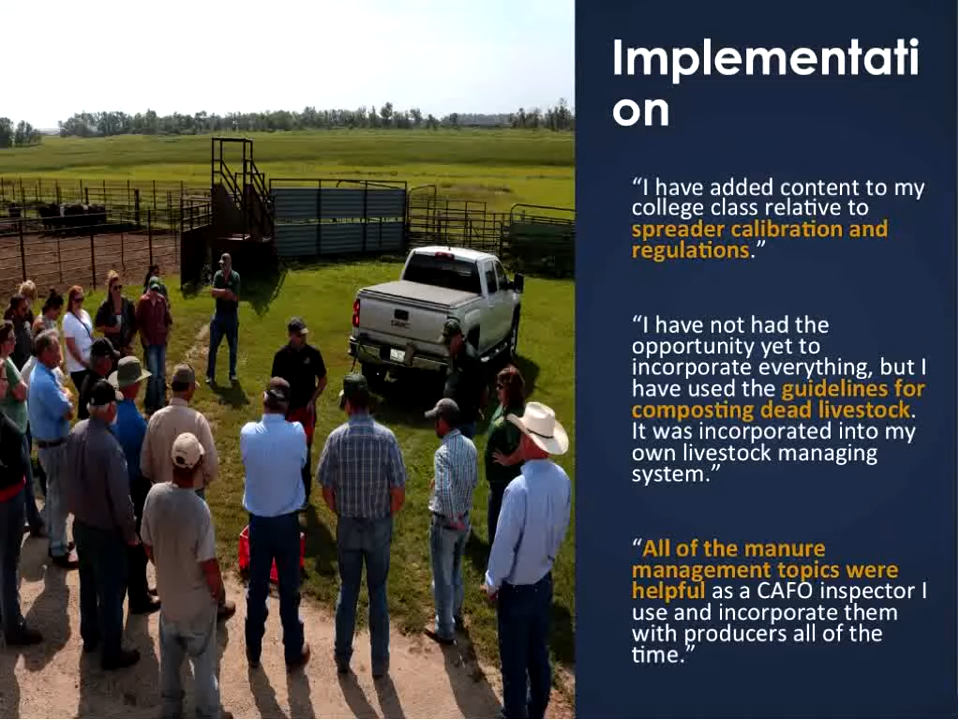 Implementati
on
“I have added content to my
college class relative to
spreader calibration and
regulations.”
“I have not had the
opportunity yet to
incorporate everything, but I
have used the guidelines for
composting dead livestock.
It was incorporated into my
own livestock managing
system.”
“All of the manure
management topics were
helpful as a CAFO inspector I
use and incorporate them
with producers all of the
time.”